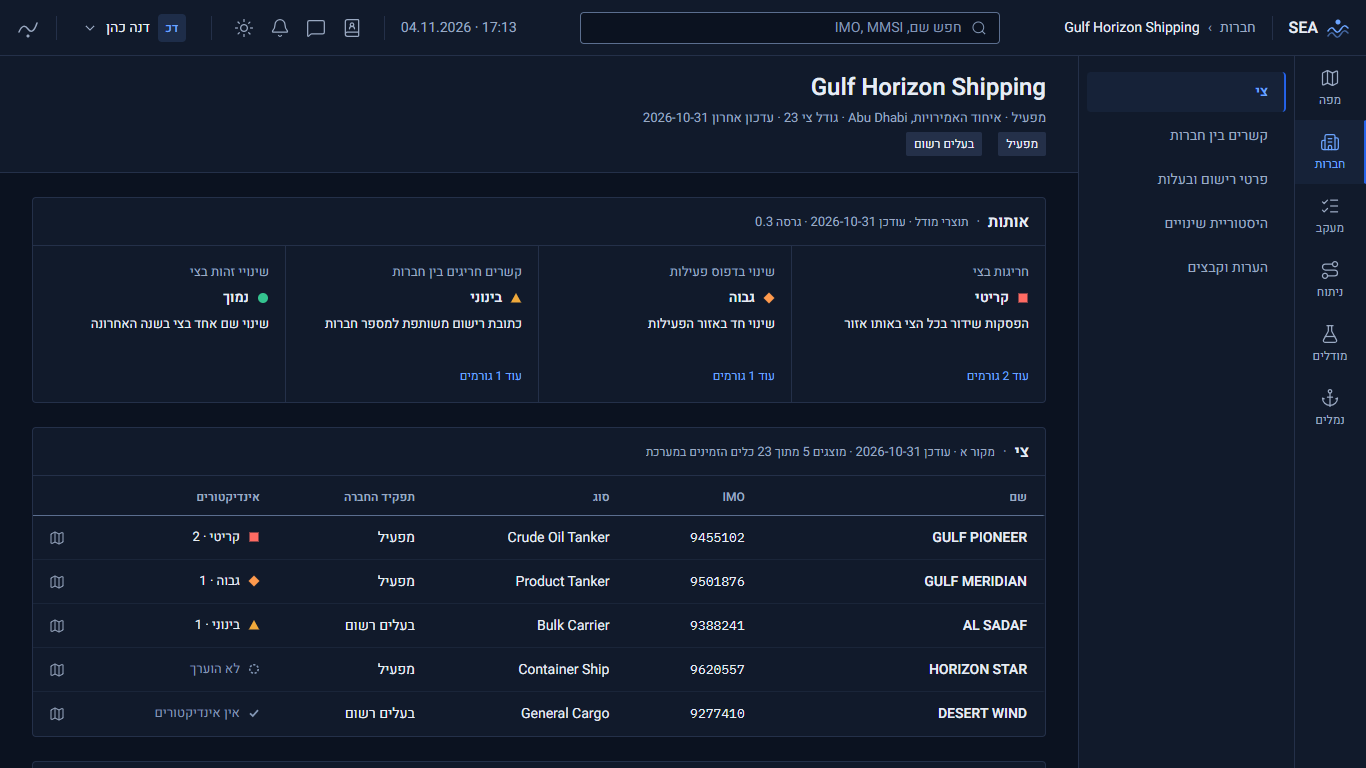 SEA
חברות ‹ Gulf Horizon Shipping
חפש שם, IMO, MMSI
04.11.2026 · 17:13
דכ דנה כהן
מפה
חברות
מעקב
ניתוח
מודלים
נמלים
צי
קשרים בין חברות
פרטי רישום ובעלות
היסטוריית שינויים
הערות וקבצים
Gulf Horizon Shipping
מפעיל · איחוד האמירויות, Abu Dhabi · גודל צי 23 · עדכון אחרון 2026-10-31
מפעיל בעלים רשום
אותות · תוצרי מודל · עודכן 2026-10-31 · גרסה 0.3
חריגות בצי
קריטי
הפסקות שידור בכל הצי באותו אזור
עוד 2 גורמים
שינוי בדפוס פעילות
גבוה
שינוי חד באזור הפעילות
עוד 1 גורמים
קשרים חריגים בין חברות
בינוני
כתובת רישום משותפת למספר חברות
עוד 1 גורמים
שינויי זהות בצי
נמוך
שינוי שם אחד בצי בשנה האחרונה
צי · מקור א · עודכן 2026-10-31 · מוצגים 5 מתוך 23 כלים הזמינים במערכת
שם IMO סוג תפקיד החברה אינדיקטורים
GULF PIONEER 9455102 Crude Oil Tanker מפעיל קריטי · 2
GULF MERIDIAN 9501876 Product Tanker מפעיל גבוה · 1
AL SADAF 9388241 Bulk Carrier בעלים רשום בינוני · 1
HORIZON STAR 9620557 Container Ship מפעיל לא הוערך
DESERT WIND 9277410 General Cargo בעלים רשום אין אינדיקטורים